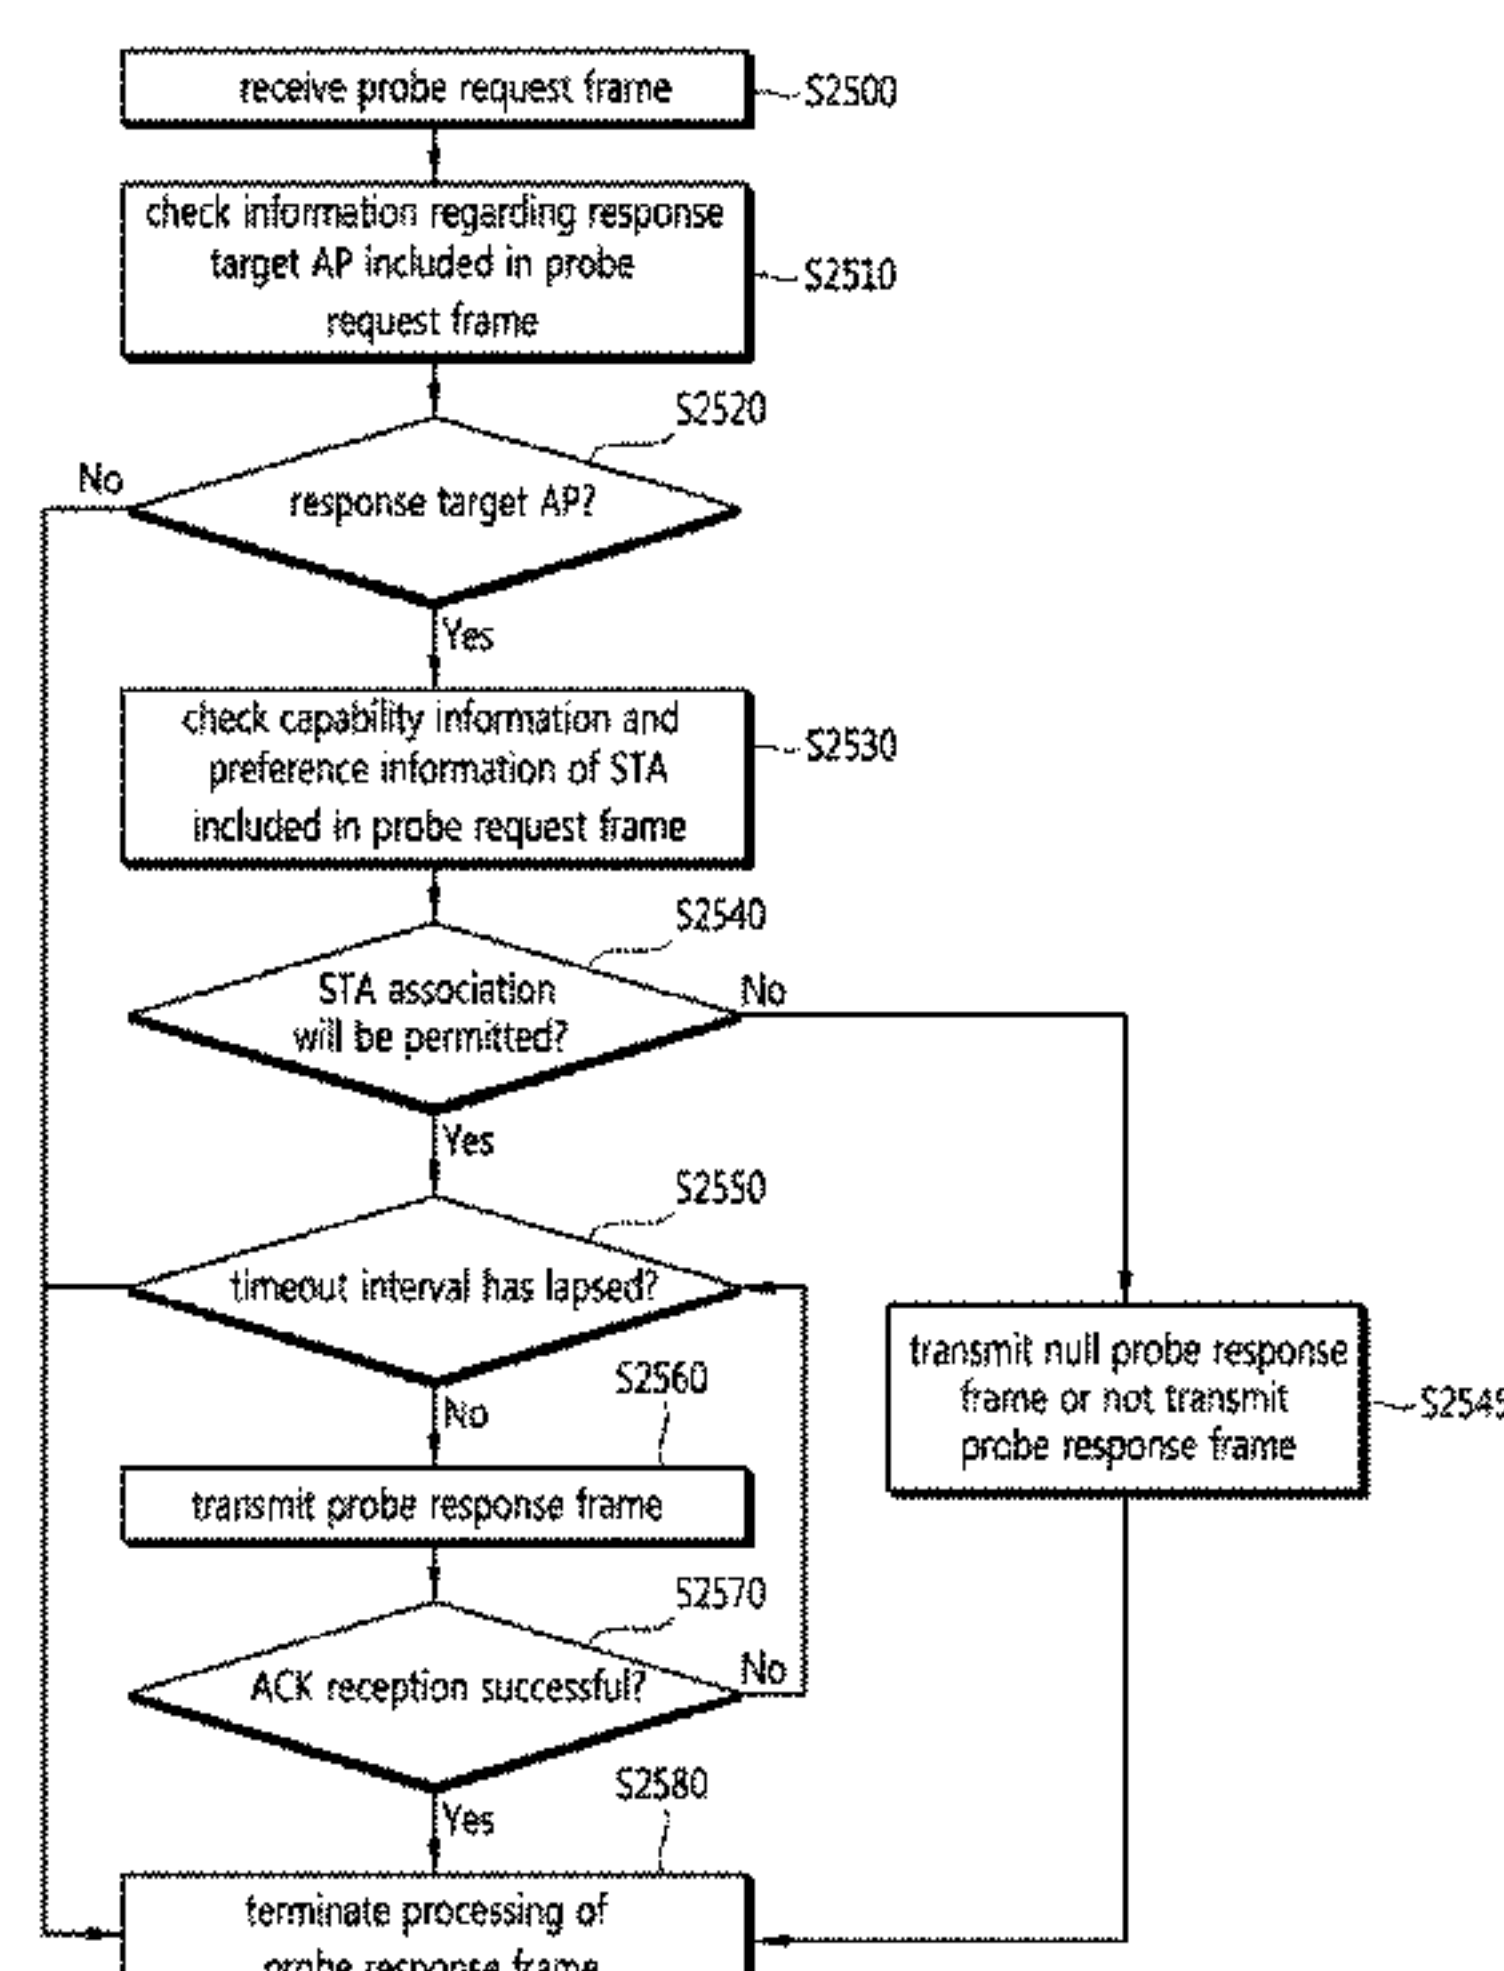 receive probe request frame
S2500
check information regarding response
target AP included in probe
request frame
S2510
S2520
No
response target AP?
Yes
check capability information and
preference information of STA
included in probe request frame
S2530
S2540
STA association
will be permitted?
No
Yes
S2550
timeout interval has lapsed?
transmit null probe response
frame or not transmit
probe response frame
S2545
S2560
No
transmit probe response frame
S2570
ACK reception successful?
No
S2580
Yes
terminate processing of
probe response frame